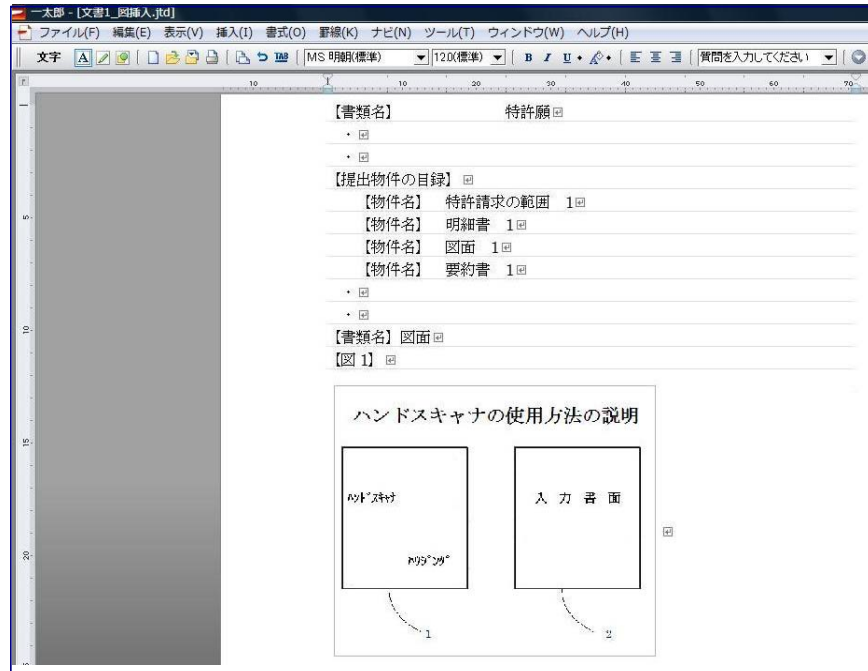 一太郎 - [文書1_図挿入.jtd]
ファイル(F) 編集(E) 表示(V) 挿入(I) 書式(O) 罫線(K) ナビ(N) ツール(T) ウィンドウ(W) ヘルプ(H)
文字 A TAB MS 明朝(標準) 12.0(標準) B I U 質問を入力してください
10 10 20 30 40 50 60 70
【書類名】 特許願
・
・
【提出物件の目録】
【物件名】 特許請求の範囲 1
5
【物件名】 明細書 1
【物件名】 図面 1
【物件名】 要約書 1
・
・
10
【書類名】図面
【図1】
ハンドスキャナの使用方法の説明
15
ハンドスキャナ
入力書面
ハウジング
20
1
2